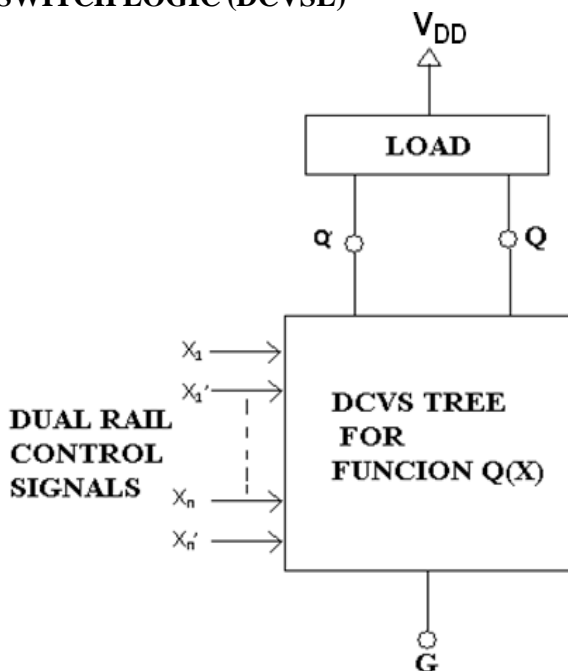 SWITCH LOGIC (DCVSL)
VDD
LOAD
Q
Q
X₁
X₁'
DUAL RAIL
CONTROL
SIGNALS
Xₙ
Xₙ'
DCVS TREE
FOR
FUNCION Q(X)
G